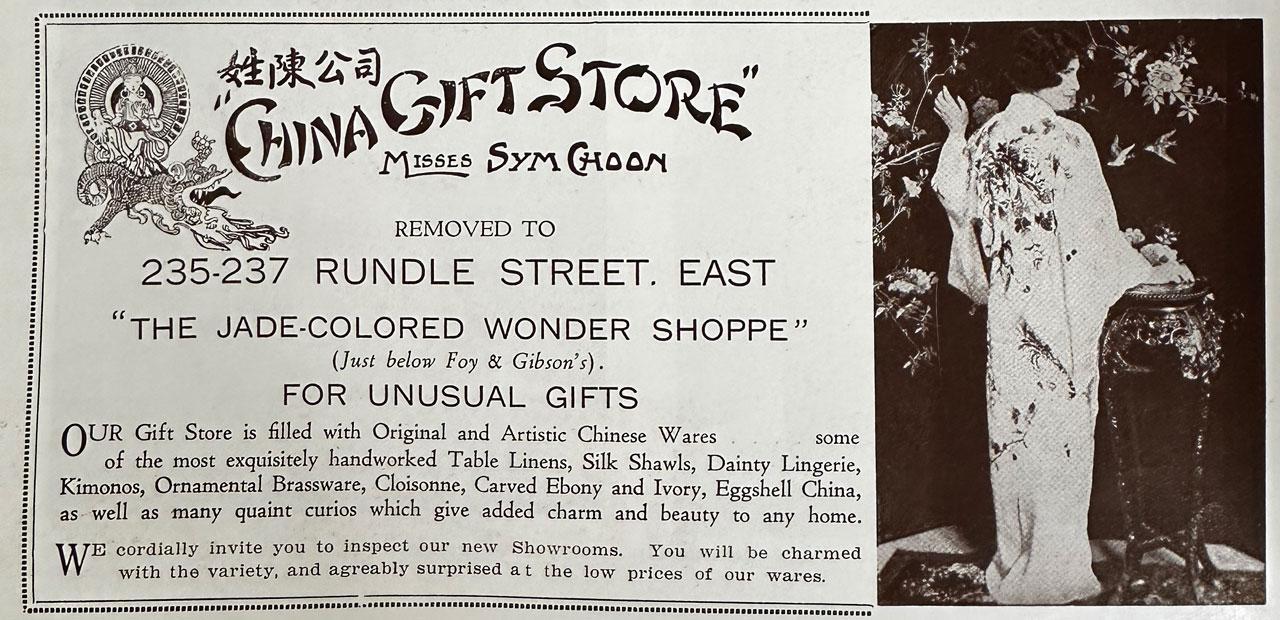 姓陳公司
"CHINA GIFT STORE"
MISSES SYM CHOON
REMOVED TO
235-237 RUNDLE STREET. EAST
"THE JADE-COLORED WONDER SHOPPE"
(Just below Foy & Gibson's).
FOR UNUSUAL GIFTS
OUR Gift Store is filled with Original and Artistic Chinese Wares . . . . some
of the most exquisitely handworked Table Linens, Silk Shawls, Dainty Lingerie,
Kimonos, Ornamental Brassware, Cloisonne, Carved Ebony and Ivory, Eggshell China,
as well as many quaint curios which give added charm and beauty to any home.
WE cordially invite you to inspect our new Showrooms. You will be charmed
with the variety, and agreably surprised at the low prices of our wares.